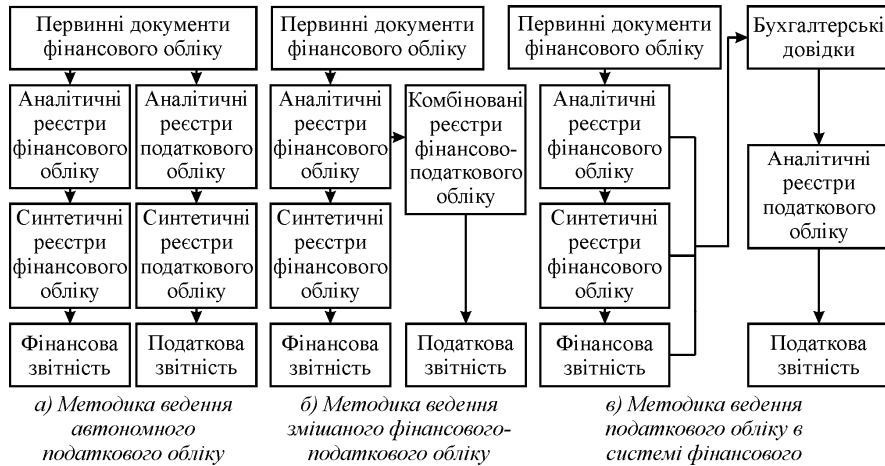 Первинні документи
фінансового обліку
Аналітичні
реєстри
фінансового
обліку
Аналітичні
реєстри
податкового
обліку
Синтетичні
реєстри
фінансового
обліку
Синтетичні
реєстри
податкового
обліку
Фінансова
звітність
Податкова
звітність
а) Методика ведення
автономного
податкового обліку
Первинні документи
фінансового обліку
Аналітичні
реєстри
фінансового
обліку
Комбіновані
реєстри
фінансово-
податкового
обліку
Синтетичні
реєстри
фінансового
обліку
Фінансова
звітність
Податкова
звітність
б) Методика ведення
змішаного фінансового-
податкового обліку
Первинні документи
фінансового обліку
Бухгалтерські
довідки
Аналітичні
реєстри
фінансового
обліку
Аналітичні
реєстри
податкового
обліку
Синтетичні
реєстри
фінансового
обліку
Фінансова
звітність
Податкова
звітність
в) Методика ведення
податкового обліку в
системі фінансового